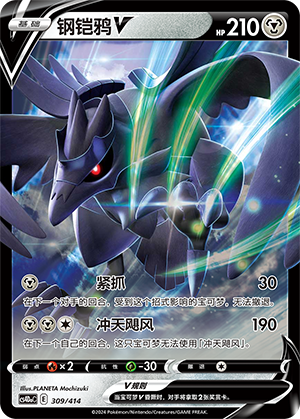 基础 钢铠鸦V HP 210
紧抓 30
在下一个对手的回合，受到这个招式影响的宝可梦，无法撤退。
冲天飓风 190
在下一个自己的回合，这只宝可梦无法使用「冲天飓风」。
弱点 ×2 抗性 -30 撤退
V规则
Illus.PLANETA Mochizuki
当宝可梦V昏厥时，对手将拿取2张奖赏卡。
E 309/414
©2024 Pokémon/Nintendo/Creatures/GAME FREAK.